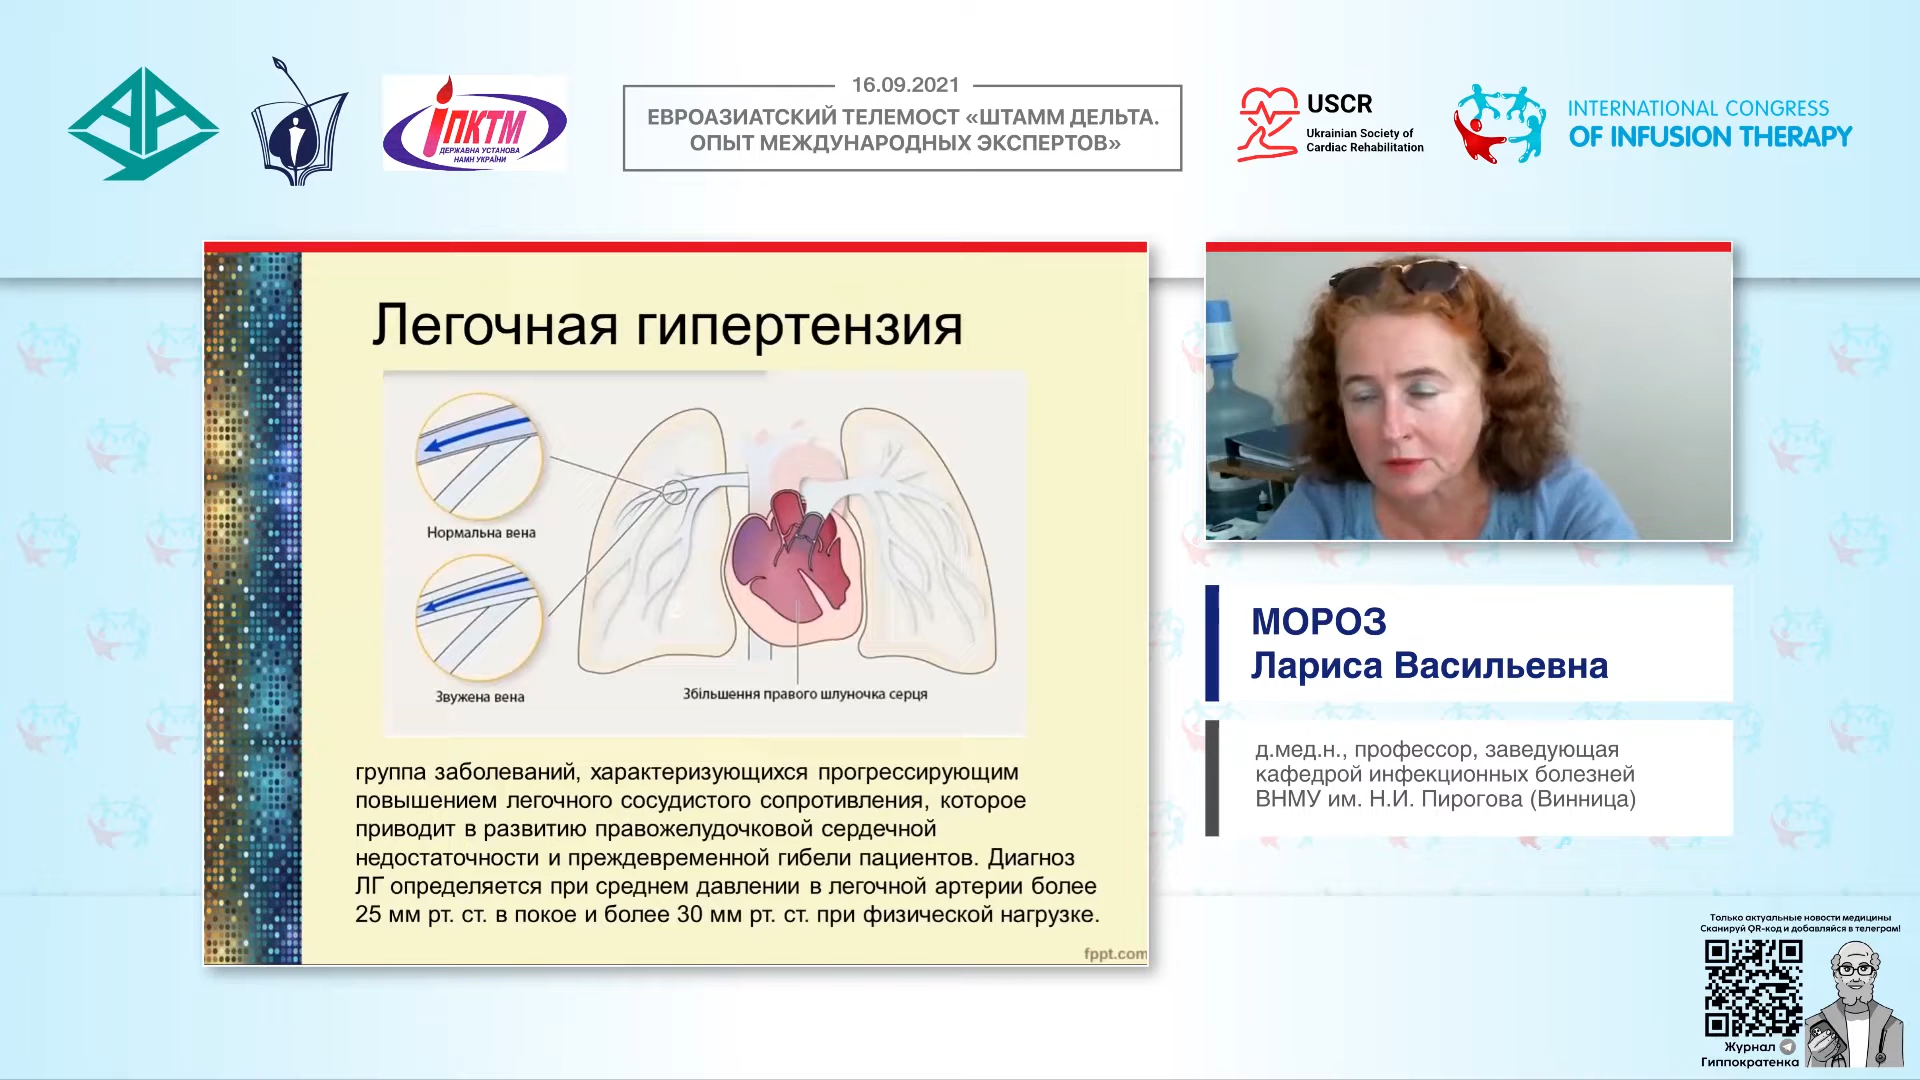 іПКТМ
ДЕРЖАВНА УСТАНОВА
НАМН УКРАЇНИ
16.09.2021
ЕВРОАЗИАТСКИЙ ТЕЛЕМОСТ «ШТАММ ДЕЛЬТА.
ОПЫТ МЕЖДУНАРОДНЫХ ЭКСПЕРТОВ»
USCR
Ukrainian Society of
Cardiac Rehabilitation
INTERNATIONAL CONGRESS
OF INFUSION THERAPY
Легочная гипертензия
Нормальна вена
Звужена вена
Збільшення правого шлуночка серця
группа заболеваний, характеризующихся прогрессирующим
повышением легочного сосудистого сопротивления, которое
приводит в развитию правожелудочковой сердечной
недостаточности и преждевременной гибели пациентов. Диагноз
ЛГ определяется при среднем давлении в легочной артерии более
25 мм рт. ст. в покое и более 30 мм рт. ст. при физической нагрузке.
fppt.com
МОРОЗ
Лариса Васильевна
д.мед.н., профессор, заведующая
кафедрой инфекционных болезней
ВНМУ им. Н.И. Пирогова (Винница)
Только актуальные новости медицины
Сканируй QR-код и добавляйся в телеграм!
Журнал
Гиппократенка